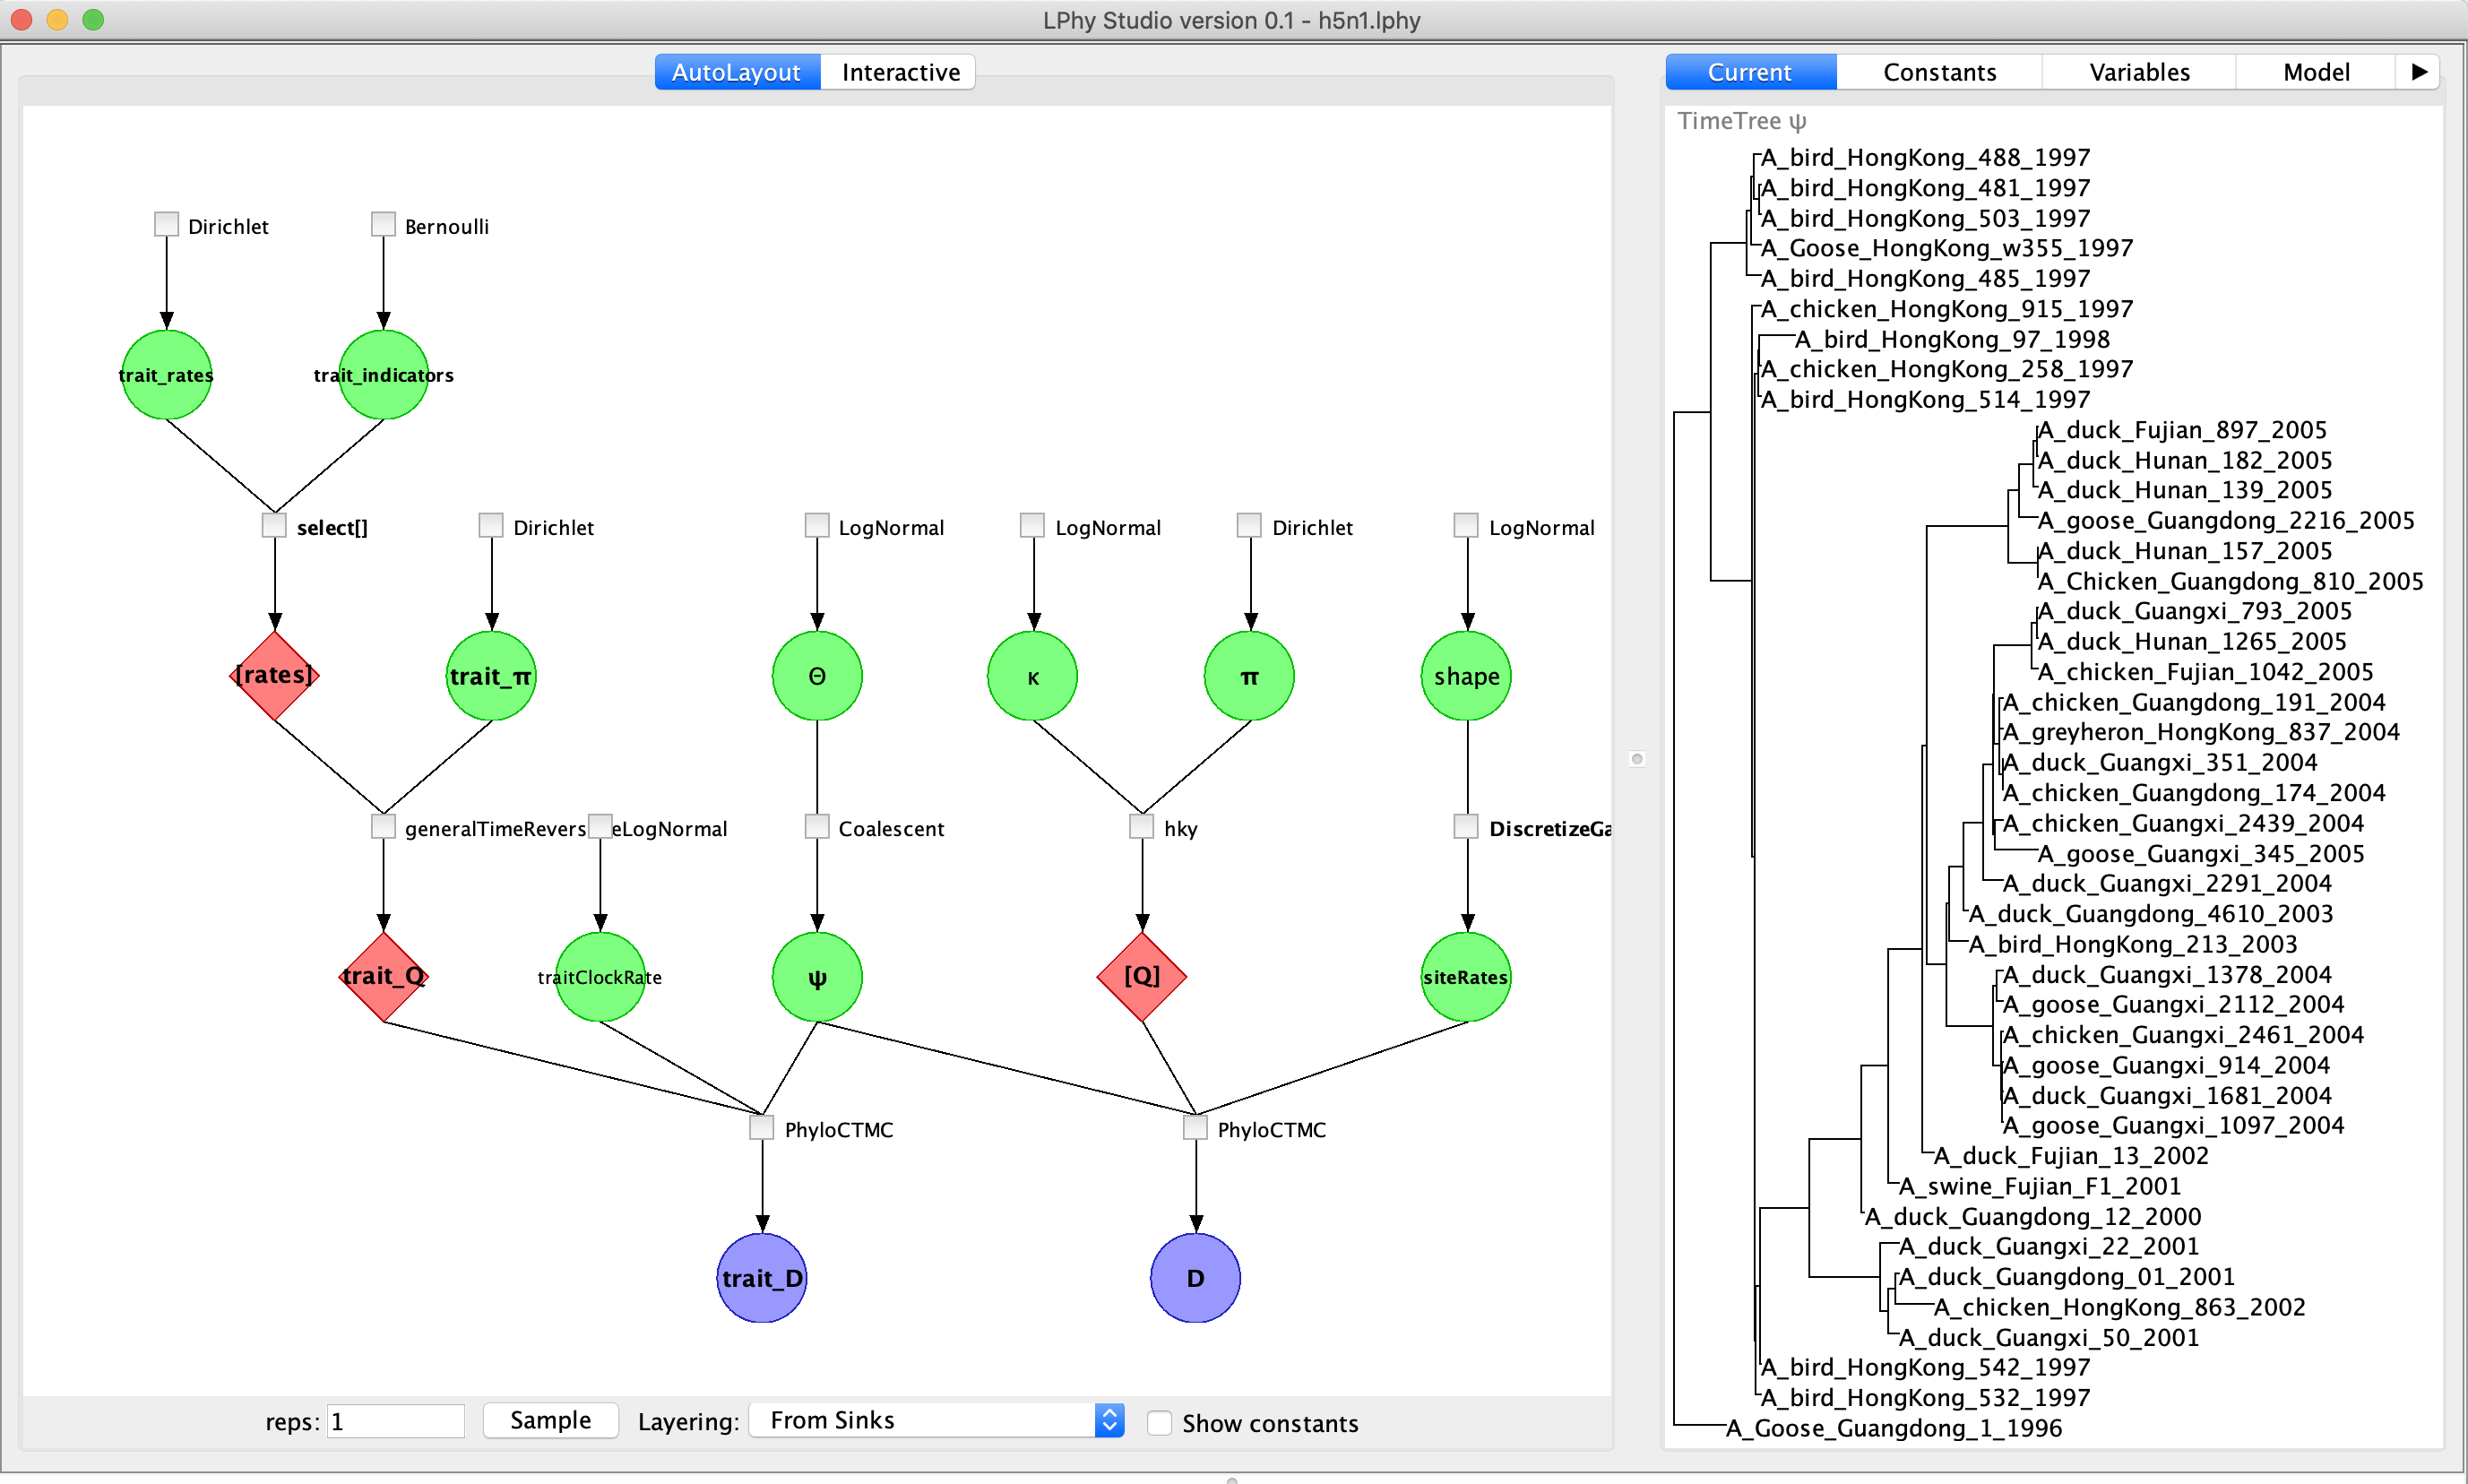 LPhy Studio version 0.1 - h5n1.lphy
AutoLayout Interactive
Current Constants Variables Model
TimeTree ψ
Dirichlet Bernoulli
trait_rates trait_indicators
select[] Dirichlet LogNormal LogNormal Dirichlet LogNormal
[rates] trait_π Θ κ π shape
generalTimeRevers eLogNormal Coalescent hky DiscretizeGa
trait_Q traitClockRate ψ [Q] siteRates
PhyloCTMC PhyloCTMC
trait_D D
reps: 1 Sample Layering: From Sinks Show constants
A_bird_HongKong_488_1997
A_bird_HongKong_481_1997
A_bird_HongKong_503_1997
A_Goose_HongKong_w355_1997
A_bird_HongKong_485_1997
A_chicken_HongKong_915_1997
A_bird_HongKong_97_1998
A_chicken_HongKong_258_1997
A_bird_HongKong_514_1997
A_duck_Fujian_897_2005
A_duck_Hunan_182_2005
A_duck_Hunan_139_2005
A_goose_Guangdong_2216_2005
A_duck_Hunan_157_2005
A_Chicken_Guangdong_810_2005
A_duck_Guangxi_793_2005
A_duck_Hunan_1265_2005
A_chicken_Fujian_1042_2005
A_chicken_Guangdong_191_2004
A_greyheron_HongKong_837_2004
A_duck_Guangxi_351_2004
A_chicken_Guangdong_174_2004
A_chicken_Guangxi_2439_2004
A_goose_Guangxi_345_2005
A_duck_Guangxi_2291_2004
A_duck_Guangdong_4610_2003
A_bird_HongKong_213_2003
A_duck_Guangxi_1378_2004
A_goose_Guangxi_2112_2004
A_chicken_Guangxi_2461_2004
A_goose_Guangxi_914_2004
A_duck_Guangxi_1681_2004
A_goose_Guangxi_1097_2004
A_duck_Fujian_13_2002
A_swine_Fujian_F1_2001
A_duck_Guangdong_12_2000
A_duck_Guangxi_22_2001
A_duck_Guangdong_01_2001
A_chicken_HongKong_863_2002
A_duck_Guangxi_50_2001
A_bird_HongKong_542_1997
A_bird_HongKong_532_1997
A_Goose_Guangdong_1_1996